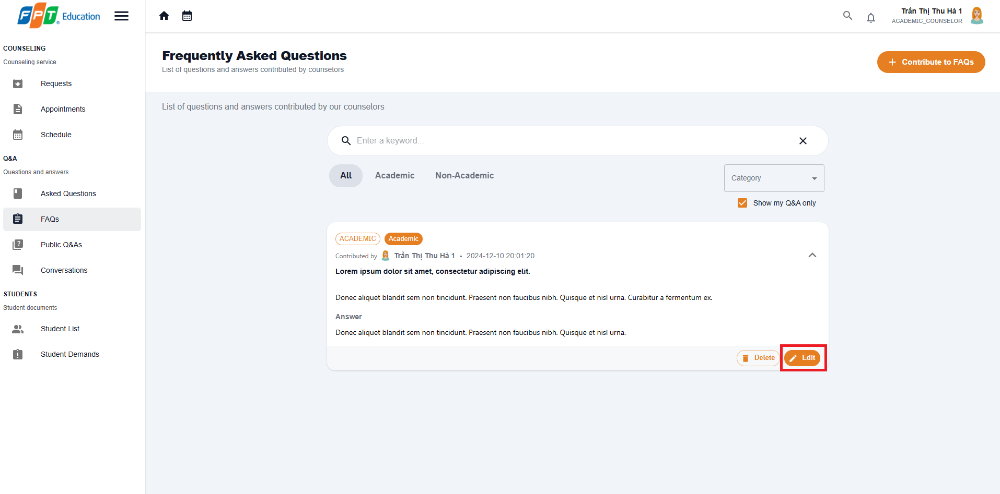 FPT Education
Trần Thị Thu Hà 1
ACADEMIC_COUNSELOR
COUNSELING
Counseling service
Requests
Appointments
Schedule
Q&A
Questions and answers
Asked Questions
FAQs
Public Q&As
Conversations
STUDENTS
Student documents
Student List
Student Demands
Frequently Asked Questions
List of questions and answers contributed by counselors
Contribute to FAQs
List of questions and answers contributed by our counselors
Enter a keyword...
All Academic Non-Academic
Category
Show my Q&A only
ACADEMIC Academic
Contributed by Trần Thị Thu Hà 1 • 2024-12-10 20:01:20
Lorem ipsum dolor sit amet, consectetur adipiscing elit.
Donec aliquet blandit sem non tincidunt. Praesent non faucibus nibh. Quisque et nisl urna. Curabitur a fermentum ex.
Answer
Donec aliquet blandit sem non tincidunt. Praesent non faucibus nibh. Quisque et nisl urna.
Delete Edit